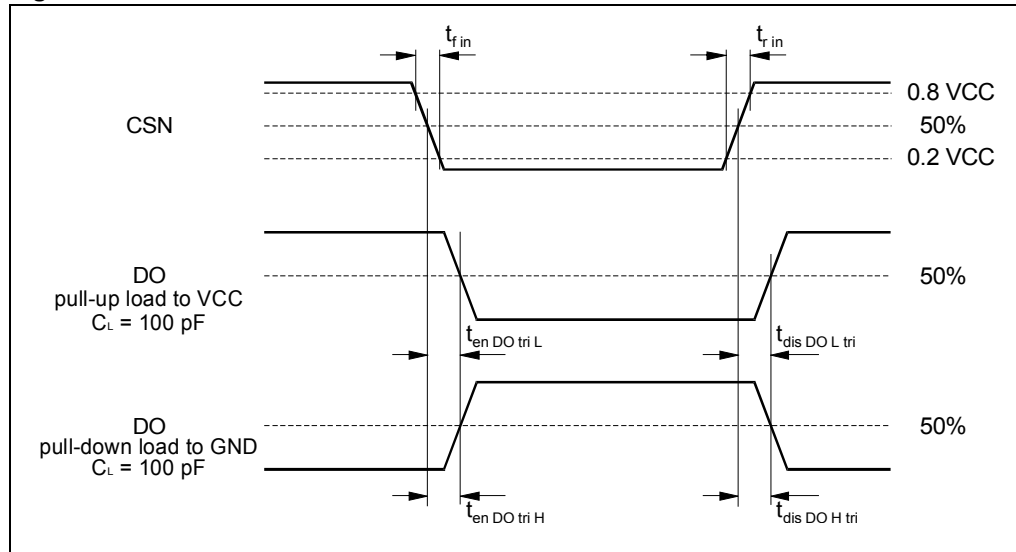 t f in
t r in
0.8 VCC
CSN
50%
0.2 VCC
DO
pull-up load to VCC
CL = 100 pF
50%
t en DO tri L
t dis DO L tri
DO
pull-down load to GND
CL = 100 pF
50%
t en DO tri H
t dis DO H tri